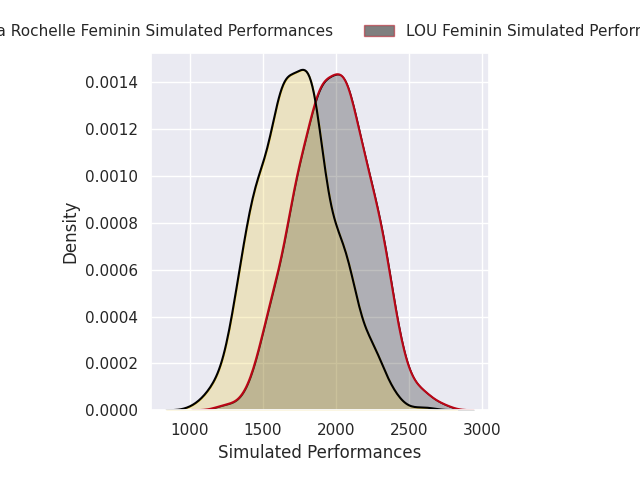 a Rochelle Feminin Simulated Performances LOU Feminin Simulated Perfor
0.0014
0.0012
0.0010
0.0008
0.0006
0.0004
0.0002
0.0000
Density
1000 1500 2000 2500 3000
Simulated Performances